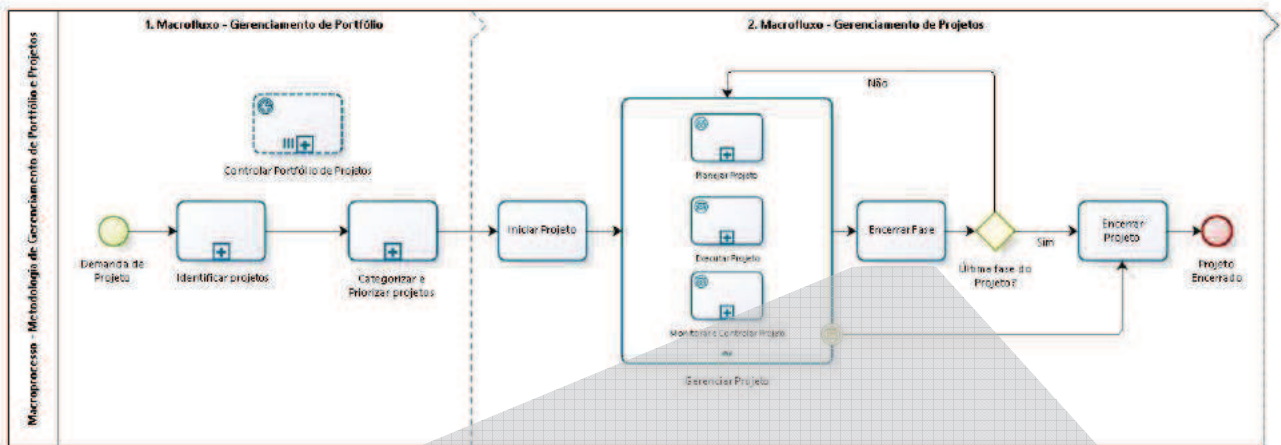 1. Macrofluxo - Gerenciamento de Portfólio
2. Macrofluxo - Gerenciamento de Projetos
Macroprocesso - Metodologia de Gerenciamento de Portfólio e Projetos
Controlar Portfólio de Projetos
Demanda de
Projeto
Identificar projetos
Categorizar e
Priorizar projetos
Iniciar Projeto
Planejar Projeto
Executar Projeto
Monitorar e Controlar Projeto
Gerenciar Projeto
Encerrar Fase
Não
Última fase do
Projeto?
Sim
Encerrar
Projeto
Projeto
Encerrado